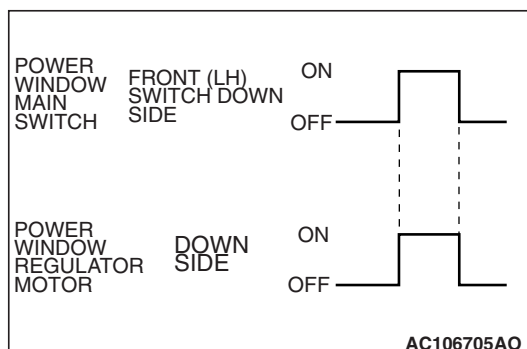 POWER
WINDOW
MAIN
SWITCH
FRONT (LH)
SWITCH DOWN
SIDE
ON
OFF
POWER
WINDOW
REGULATOR
MOTOR
DOWN
SIDE
ON
OFF
AC106705AO